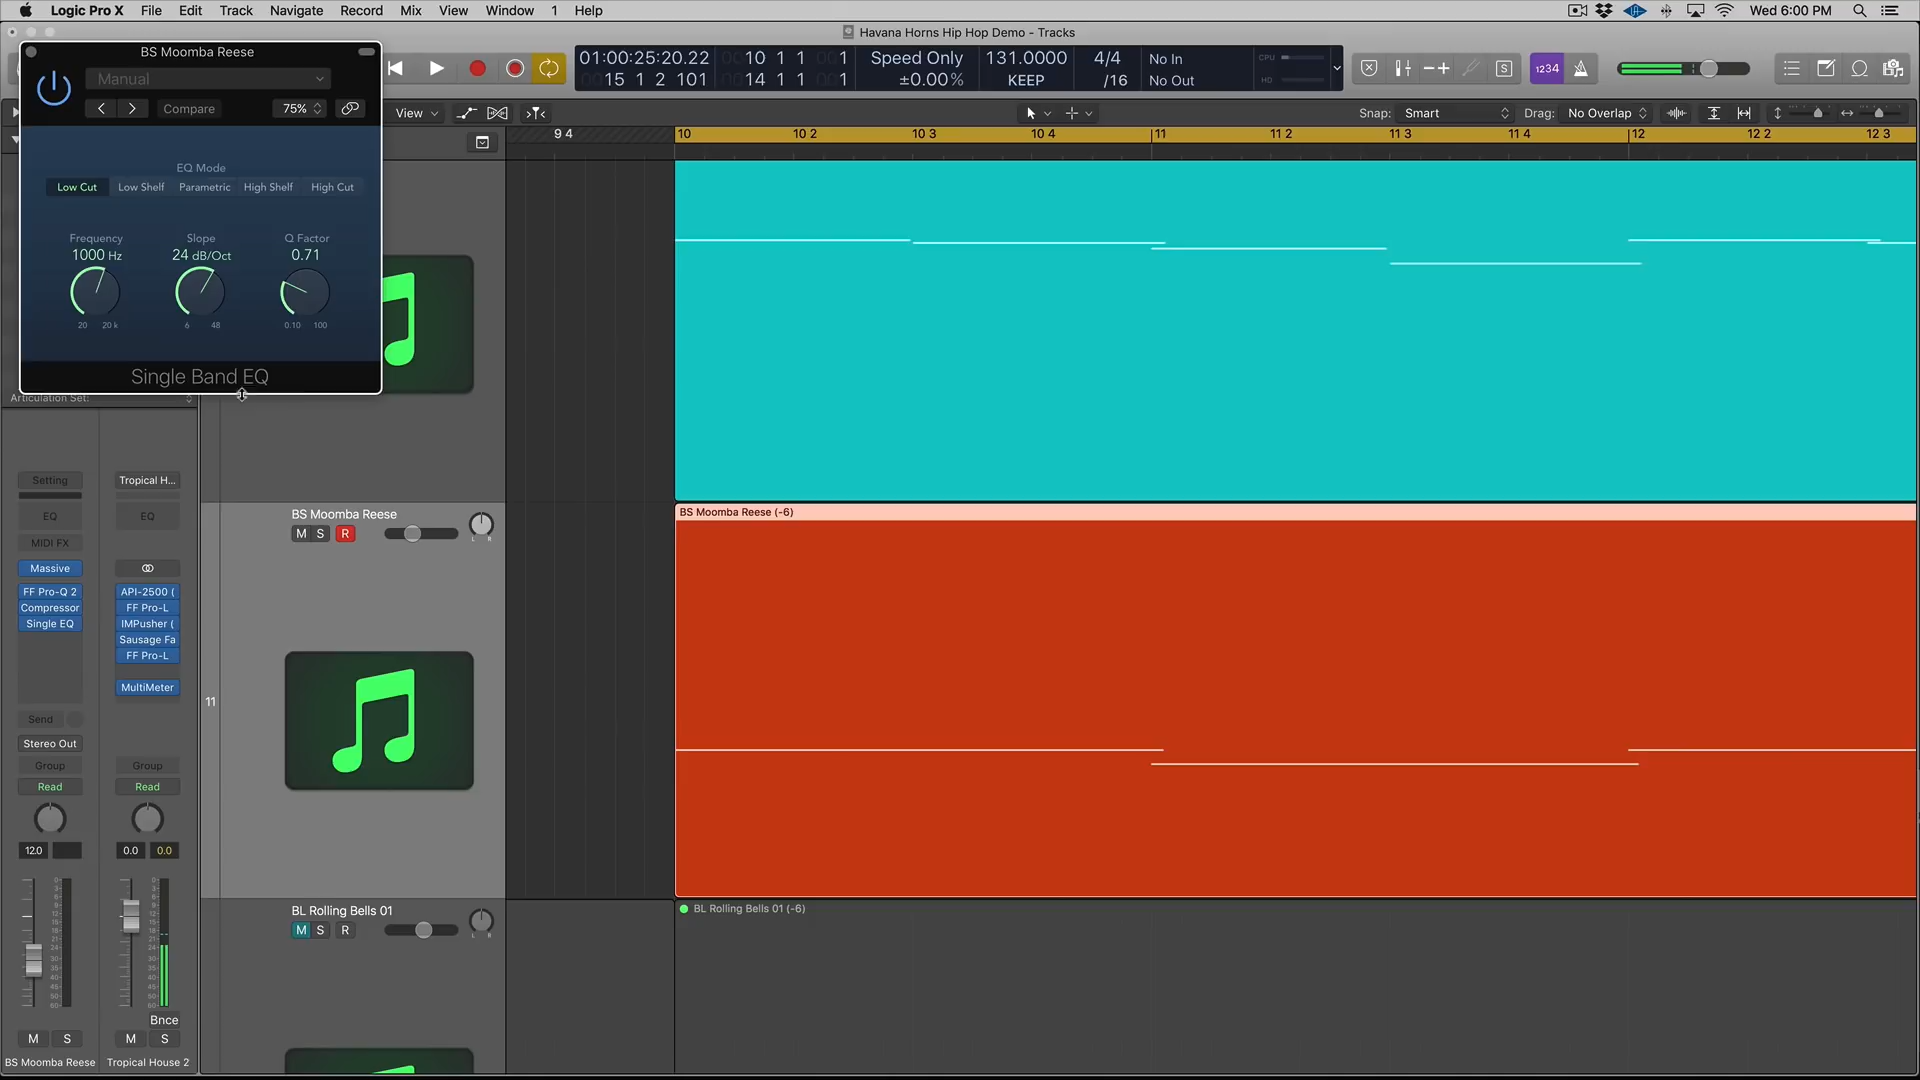 Logic Pro X File Edit Track Navigate Record Mix View Window 1 Help Wed 6:00 PM
Havana Horns Hip Hop Demo - Tracks
BS Moomba Reese
Manual
Compare 75%
01:00:25:20.22
15 1 2 101
10 1 1 1
14 1 1 1
Speed Only
±0.00%
131.0000
KEEP
4/4
/16
No In
No Out
CPU
HD
S
1234
View
Snap: Smart
Drag: No Overlap
9 4 10 10 2 10 3 10 4 11 11 2 11 3 11 4 12 12 2 12 3
EQ Mode
Low Cut Low Shelf Parametric High Shelf High Cut
Frequency Slope Q Factor
1000 Hz 24 dB/Oct 0.71
20 20 k 6 48 0.10 100
Single Band EQ
Articulation Set:
Setting Tropical H...
EQ EQ
MIDI FX
Massive
FF Pro-Q 2 API-2500 (
Compressor FF Pro-L
Single EQ IMPusher (
Sausage Fa
FF Pro-L
MultiMeter
Send
Stereo Out
Group Group
Read Read
12.0 0.0 0.0
Bnce
M S M S
BS Moomba Reese Tropical House 2
BS Moomba Reese
M S R
L R
11
BS Moomba Reese (-6)
BL Rolling Bells 01
M S R
L R
BL Rolling Bells 01 (-6)